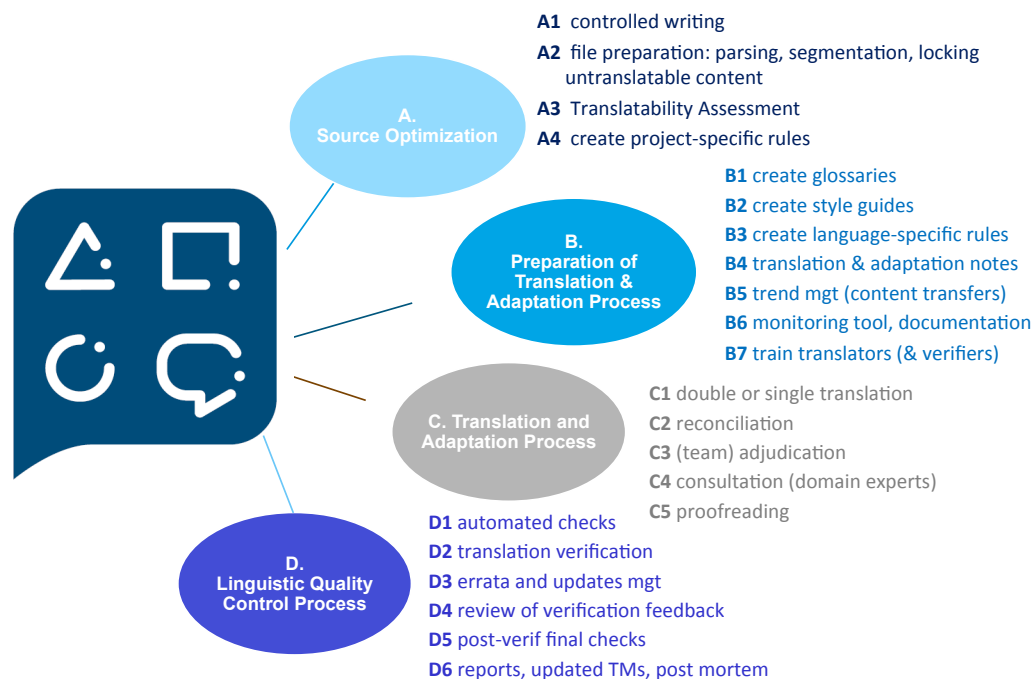 A.
Source Optimization
A1 controlled writing
A2 file preparation: parsing, segmentation, locking
untranslatable content
A3 Translatability Assessment
A4 create project-specific rules
B.
Preparation of
Translation &
Adaptation Process
B1 create glossaries
B2 create style guides
B3 create language-specific rules
B4 translation & adaptation notes
B5 trend mgt (content transfers)
B6 monitoring tool, documentation
B7 train translators (& verifiers)
C. Translation and
Adaptation Process
C1 double or single translation
C2 reconciliation
C3 (team) adjudication
C4 consultation (domain experts)
C5 proofreading
D.
Linguistic Quality
Control Process
D1 automated checks
D2 translation verification
D3 errata and updates mgt
D4 review of verification feedback
D5 post-verif final checks
D6 reports, updated TMs, post mortem